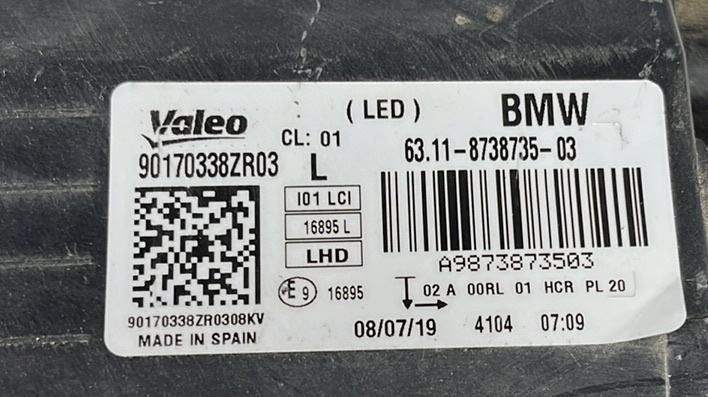 Valeo
( LED )
BMW
CL: 01
90170338ZR03
L
63.11-8738735-03
I01 LCI
16895 L
LHD
A9873873503
E 9 16895
02 A 00RL 01 HCR PL 20
90170338ZR0308KV
MADE IN SPAIN
08/07/19 4104 07:09